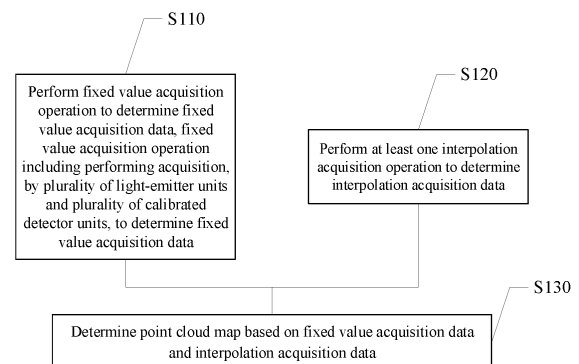 S110
Perform fixed value acquisition
operation to determine fixed
value acquisition data, fixed
value acquisition operation
including performing acquisition,
by plurality of light-emitter units
and plurality of calibrated
detector units, to determine fixed
value acquisition data
S120
Perform at least one interpolation
acquisition operation to determine
interpolation acquisition data
S130
Determine point cloud map based on fixed value acquisition data
and interpolation acquisition data